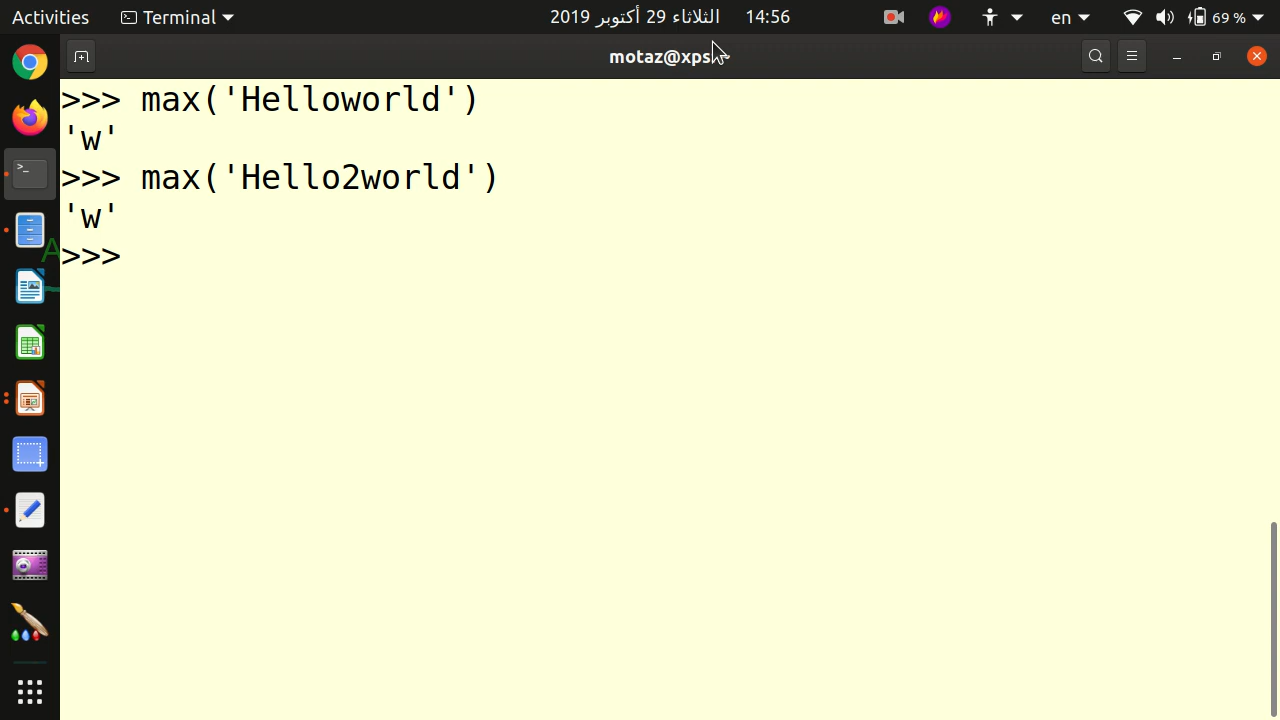 Activities Terminal الثلاثاء 29 أكتوبر 2019 14:56 en 69 %
motaz@xps
>>> max('Helloworld')
'w'
>>> max('Hello2world')
'w'
A>>>